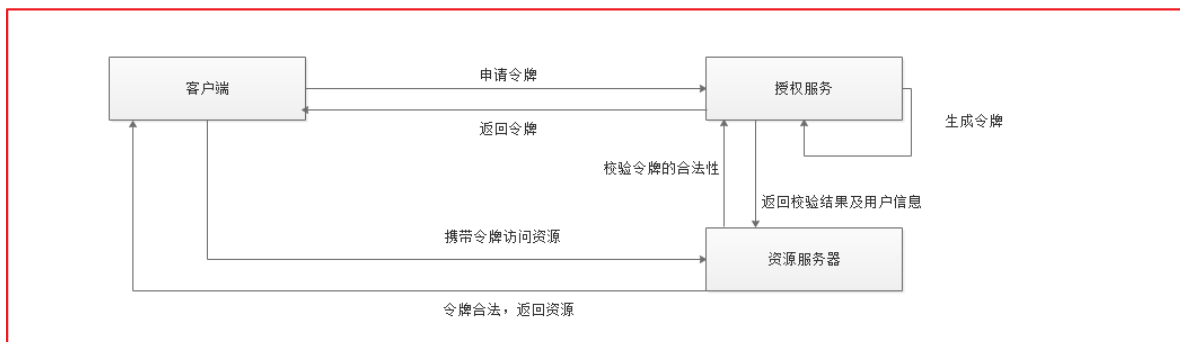 客户端
申请令牌
授权服务
返回令牌
生成令牌
校验令牌的合法性
返回校验结果及用户信息
携带令牌访问资源
资源服务器
令牌合法，返回资源